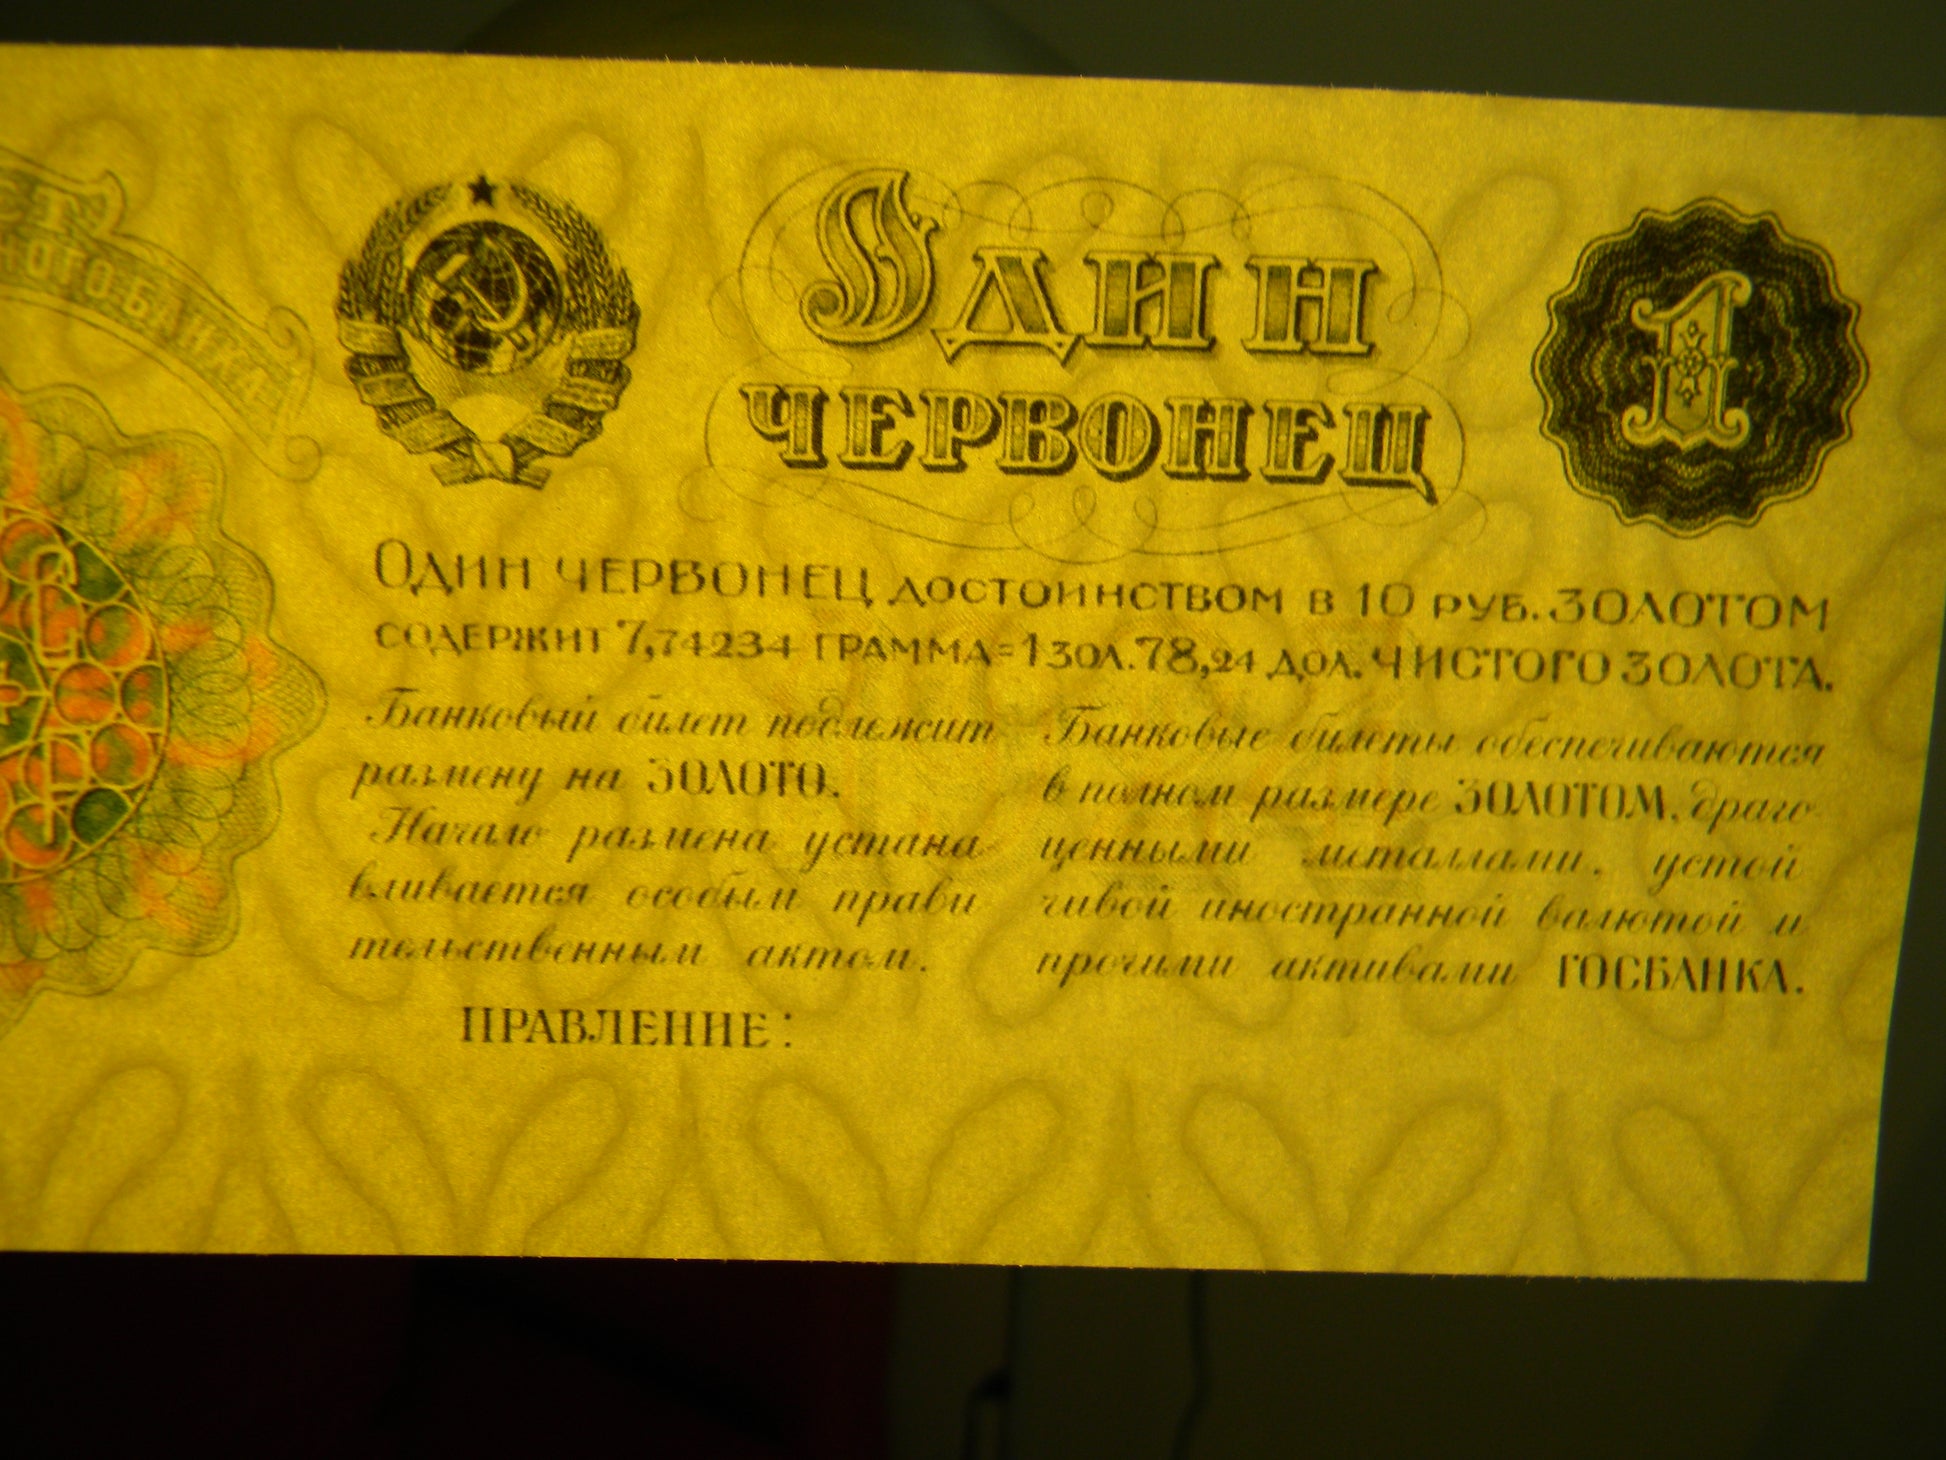 Один
ЧЕРВОНЕЦ
1
Один червонец достоинством в 10 руб. золотом
содержит 7,74234 грамма=1 зол. 78,24 дол. чистого золота.
Банковый билет подлежит
размену на ЗОЛОТО.
Начало размена устана
вливается особым прави
тельственным актом.
Банковые билеты обеспечиваются
в полном размере ЗОЛОТОМ, драго
ценными металлами, устой
чивой иностранной валютой и
прочими активами ГОСБАНКА.
ПРАВЛЕНИЕ: